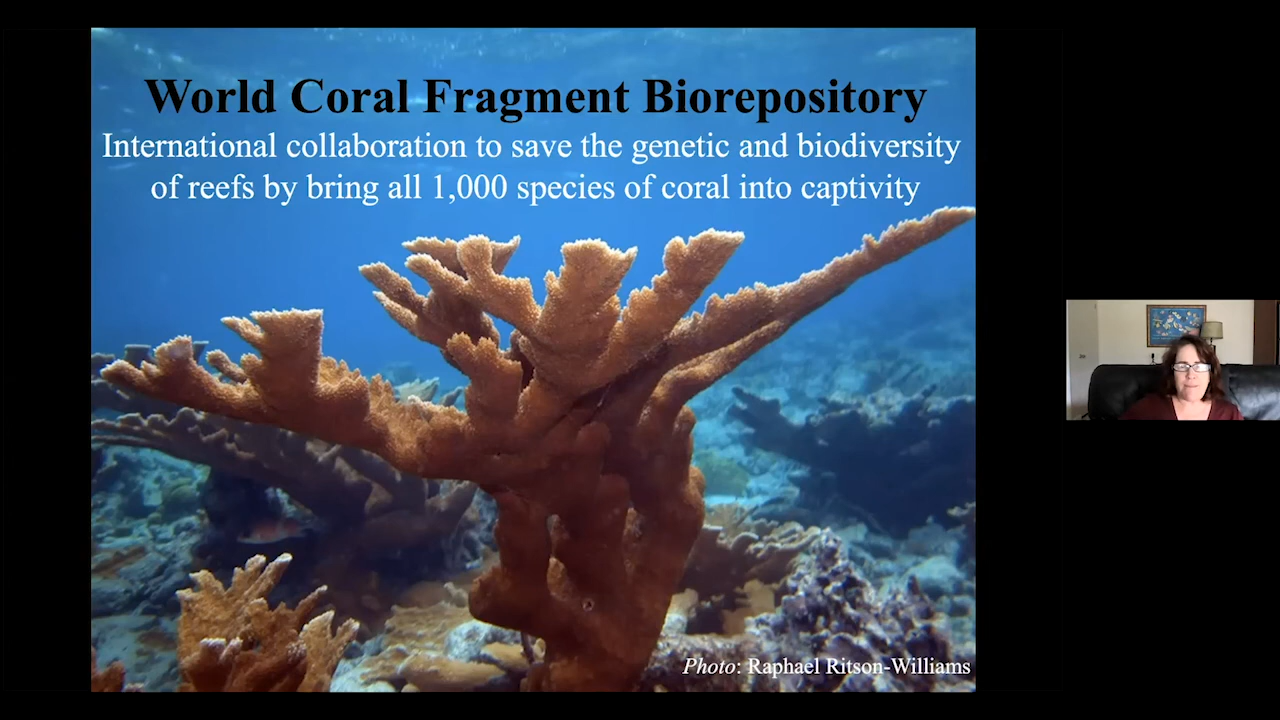 World Coral Fragment Biorepository
International collaboration to save the genetic and biodiversity
of reefs by bring all 1,000 species of coral into captivity
Photo: Raphael Ritson-Williams